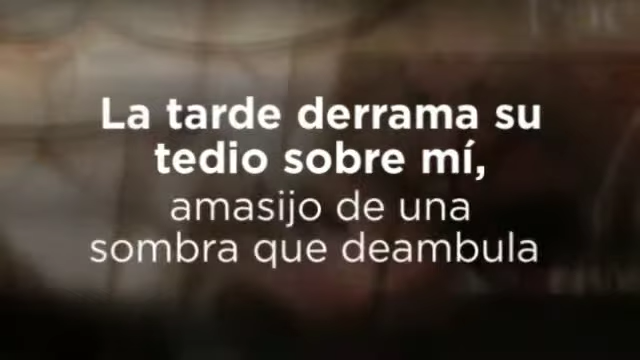 La tarde derrama su
tedio sobre mí,
amasijo de una
sombra que deambula